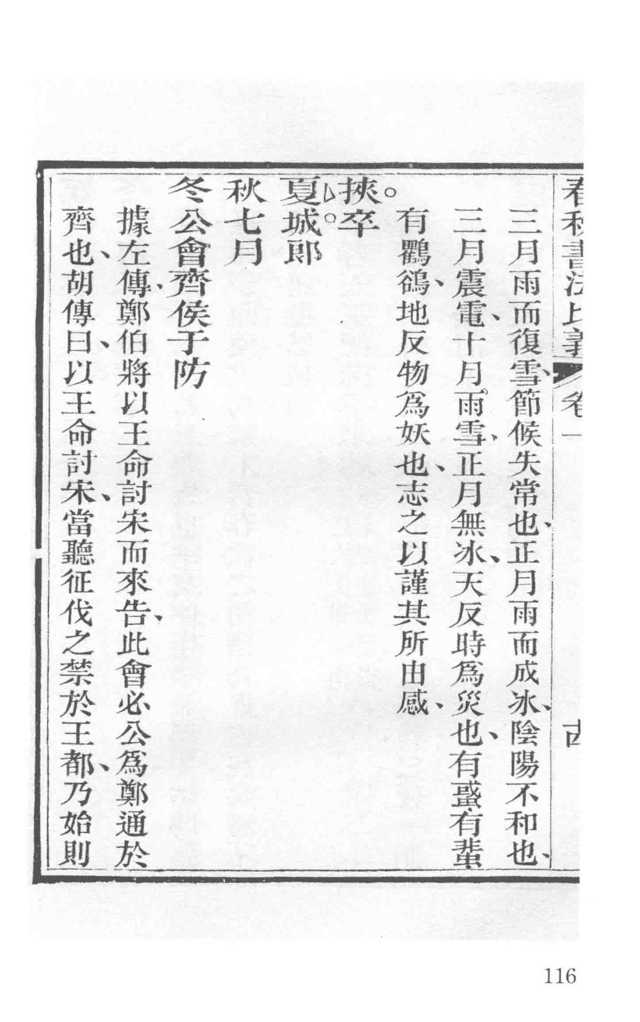 春秋書法比義 卷一
三月雨而復雪、節候失常也、正月雨而成冰、陰陽不和也、
三月震電、十月雨雪、正月無冰、天反時為災也、有蜚有
有鸜鵒、地反物為妖也、志之以謹其所由感、
挾卒
夏城郎
秋七月
冬公會齊侯于防
據左傳、鄭伯將以王命討宋而來告、此會必公為鄭通於
齊也、胡傳曰、以王命討宋、當聽征伐之禁於王都、乃始則
116